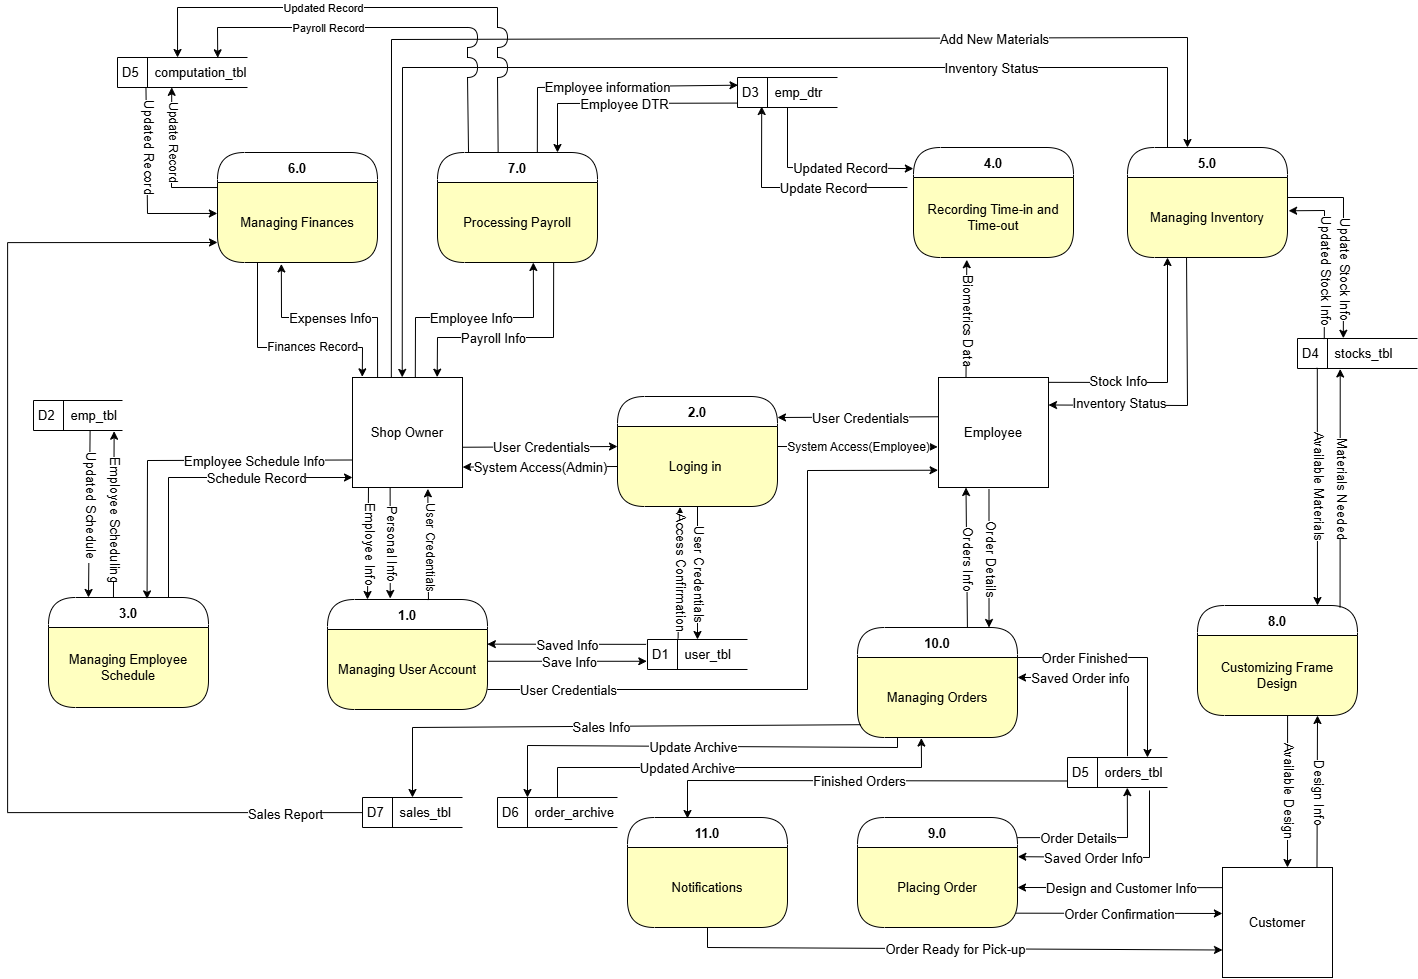 Updated Record
Payroll Record
Add New Materials
Inventory Status
D5
computation_tbl
Employee information
Employee DTR
D3
emp_dtr
Updated Record
Update Record
6.0
Managing Finances
7.0
Processing Payroll
Updated Record
Update Record
4.0
Recording Time-in and
Time-out
5.0
Managing Inventory
Updated Stock Info
Update Stock Info
Expenses Info
Finances Record
Employee Info
Payroll Info
Biometrics Data
D4
stocks_tbl
Stock Info
Inventory Status
D2
emp_tbl
Shop Owner
2.0
Loging in
User Credentials
System Access(Admin)
User Credentials
System Access(Employee)
Employee
Employee Schedule Info
Schedule Record
Updated Schedule
Employee Scheduling
Employee Info
Personal Info
User Credentials
Access Confirmation
User Credentials
Orders Info
Order Details
Available Materials
Materials Needed
3.0
Managing Employee
Schedule
1.0
Managing User Account
Saved Info
Save Info
User Credentials
D1
user_tbl
10.0
Managing Orders
Order Finished
Saved Order info
8.0
Customizing Frame
Design
Sales Info
Update Archive
Updated Archive
Finished Orders
D5
orders_tbl
Available Design
Design Info
Sales Report
D7
sales_tbl
D6
order_archive
11.0
Notifications
9.0
Placing Order
Order Details
Saved Order Info
Design and Customer Info
Order Confirmation
Customer
Order Ready for Pick-up